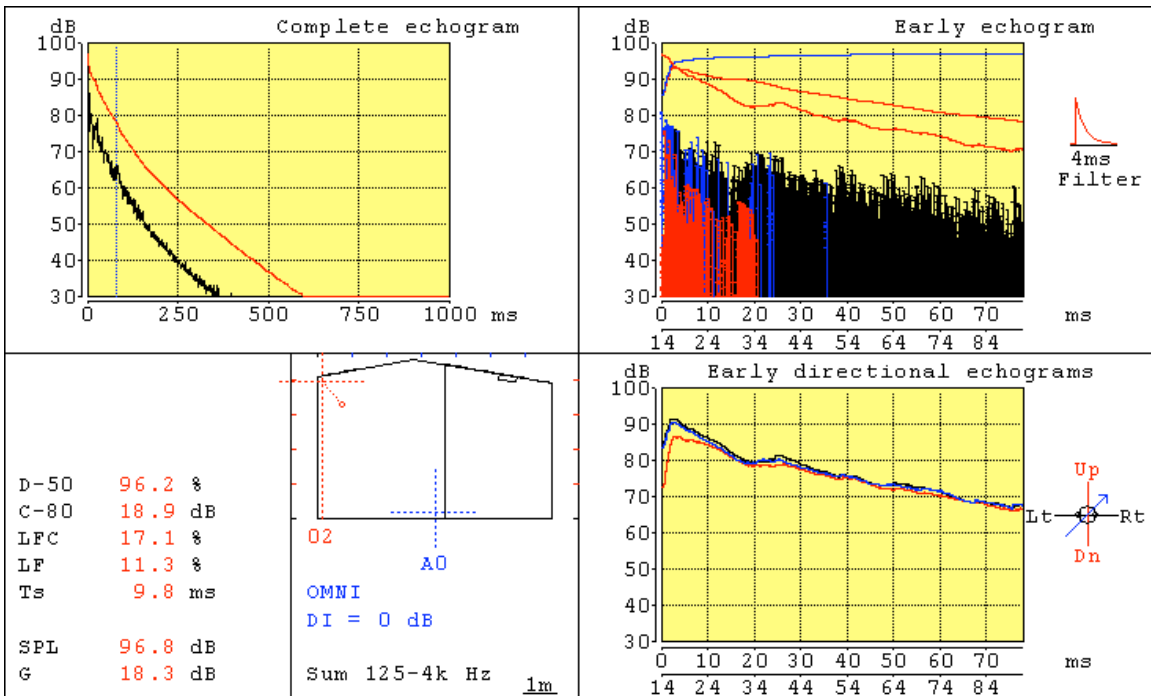 dB Complete echogram
100
90
80
70
60
50
40
30
0 250 500 750 1000 ms
dB Early echogram
100
90
80
70
60
50
40
30
0 10 20 30 40 50 60 70 ms
14 24 34 44 54 64 74 84
4ms
Filter
D-50 96.2 %
C-80 18.9 dB
LFC 17.1 %
LF 11.3 %
Ts 9.8 ms
SPL 96.8 dB
G 18.3 dB
02
A0
OMNI
DI = 0 dB
Sum 125-4k Hz 1m
dB Early directional echograms
100
90
80
70
60
50
40
30
0 10 20 30 40 50 60 70 ms
14 24 34 44 54 64 74 84
Up
Lt Rt
Dn